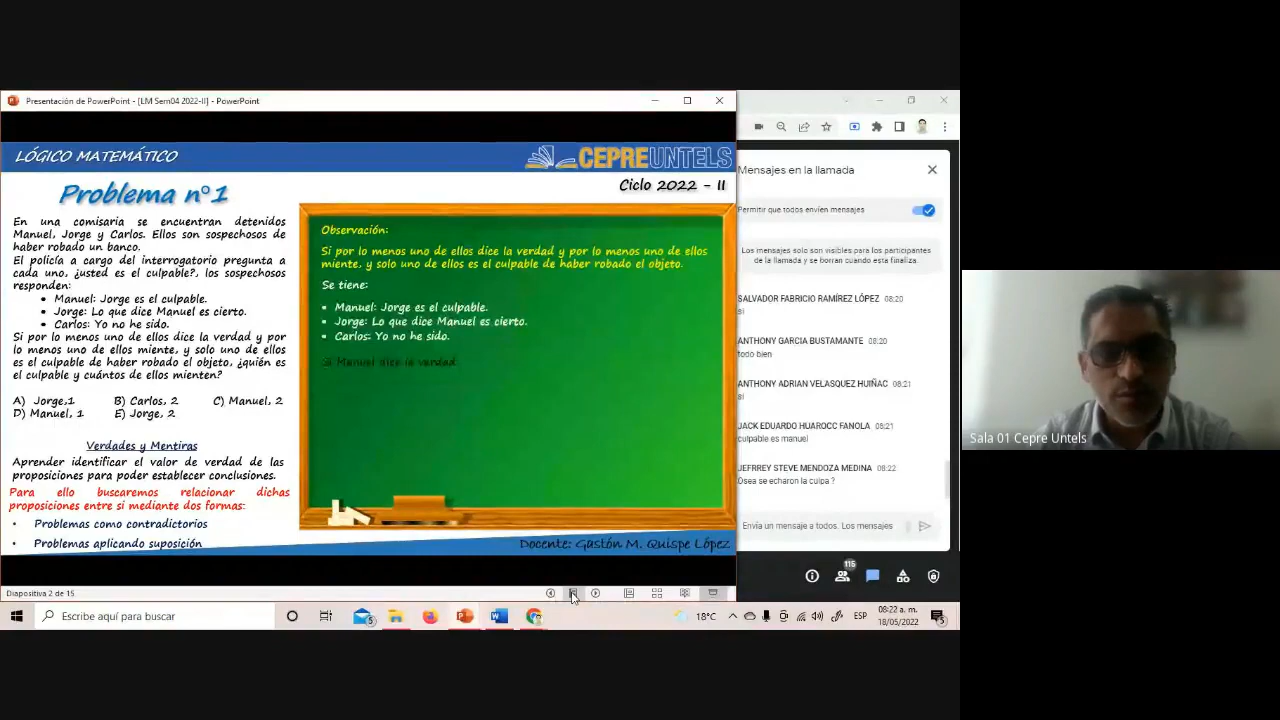 Presentación de PowerPoint - [LM Sem04 2022-II] - PowerPoint
LÓGICO MATEMÁTICO
CEPREUNTELS
Problema n°1
Ciclo 2022 - II
En una comisaría se encuentran detenidos
Manuel, Jorge y Carlos. Ellos son sospechosos de
haber robado un banco.
El policía a cargo del interrogatorio pregunta a
cada uno, ¿usted es el culpable?, los sospechosos
responden:
• Manuel: Jorge es el culpable.
• Jorge: Lo que dice Manuel es cierto.
• Carlos: Yo no he sido.
Si por lo menos uno de ellos dice la verdad y por
lo menos uno de ellos miente, y solo uno de ellos
es el culpable de haber robado el objeto, ¿quién es
el culpable y cuántos de ellos mienten?
A) Jorge,1 B) Carlos, 2 C) Manuel, 2
D) Manuel, 1 E) Jorge, 2
Verdades y Mentiras
Aprender identificar el valor de verdad de las
proposiciones para poder establecer conclusiones.
Para ello buscaremos relacionar dichas
proposiciones entre si mediante dos formas:
• Problemas como contradictorios
• Problemas aplicando suposición
Observación:
Si por lo menos uno de ellos dice la verdad y por lo menos uno de ellos
miente, y solo uno de ellos es el culpable de haber robado el objeto.
Se tiene:
• Manuel: Jorge es el culpable.
• Jorge: Lo que dice Manuel es cierto.
• Carlos: Yo no he sido.
Si Manuel dice la verdad
Docente: Gastón M. Quispe López
Diapositiva 2 de 15
Mensajes en la llamada
Permitir que todos envíen mensajes
Los mensajes solo son visibles para los participantes
de la llamada y se borran cuando esta finaliza.
SALVADOR FABRICIO RAMÍREZ LÓPEZ 08:20
si
ANTHONY GARCIA BUSTAMANTE 08:20
todo bien
ANTHONY ADRIAN VELASQUEZ HUIÑAC 08:21
si
JACK EDUARDO HUAROCC FANOLA 08:21
culpable es manuel
JEFRREY STEVE MENDOZA MEDINA 08:22
Osea se echaron la culpa ?
Envía un mensaje a todos. Los mensajes
115
Sala 01 Cepre Untels
Escribe aquí para buscar
5
18°C
ESP
08:22 a. m.
18/05/2022
5